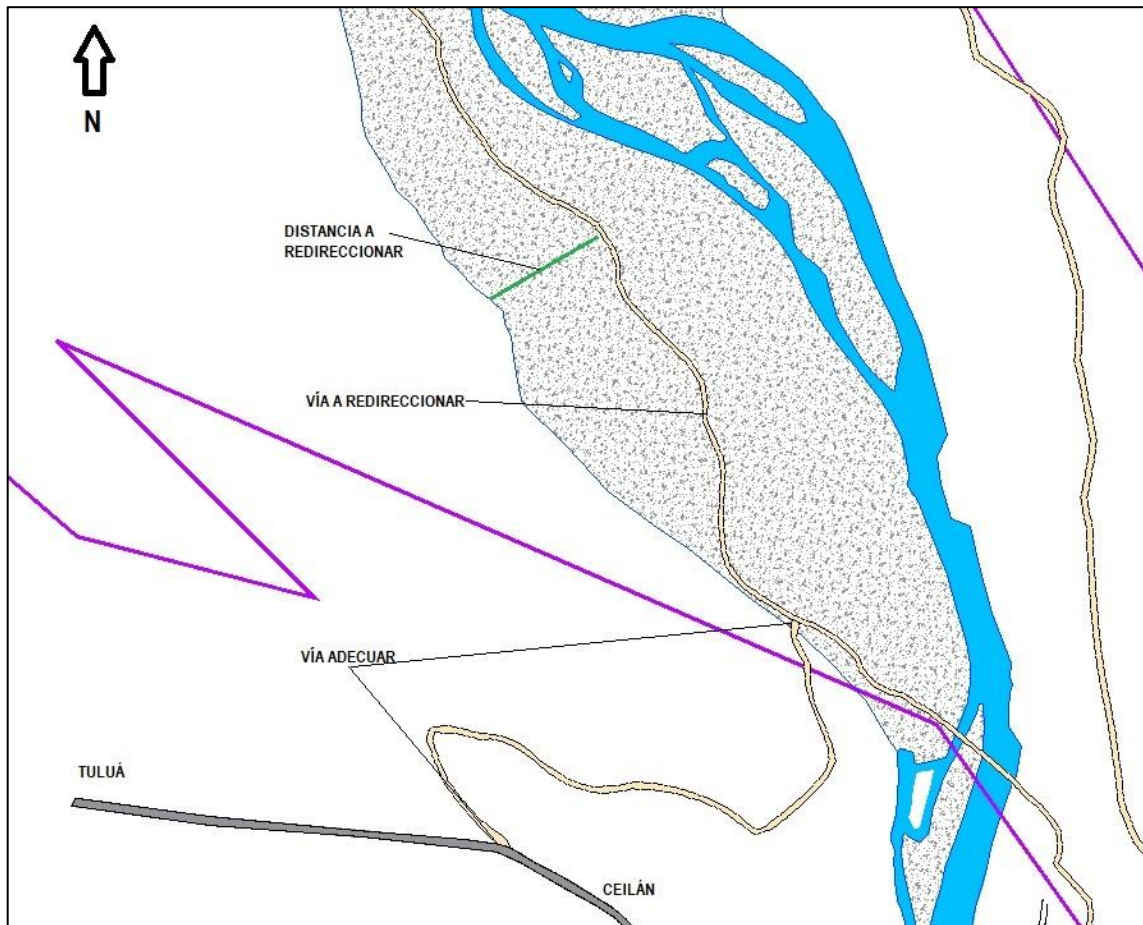 N
DISTANCIA A
REDIRECCIONAR
VÍA A REDIRECCIONAR
VÍA ADECUAR
TULUÁ
CEILÁN